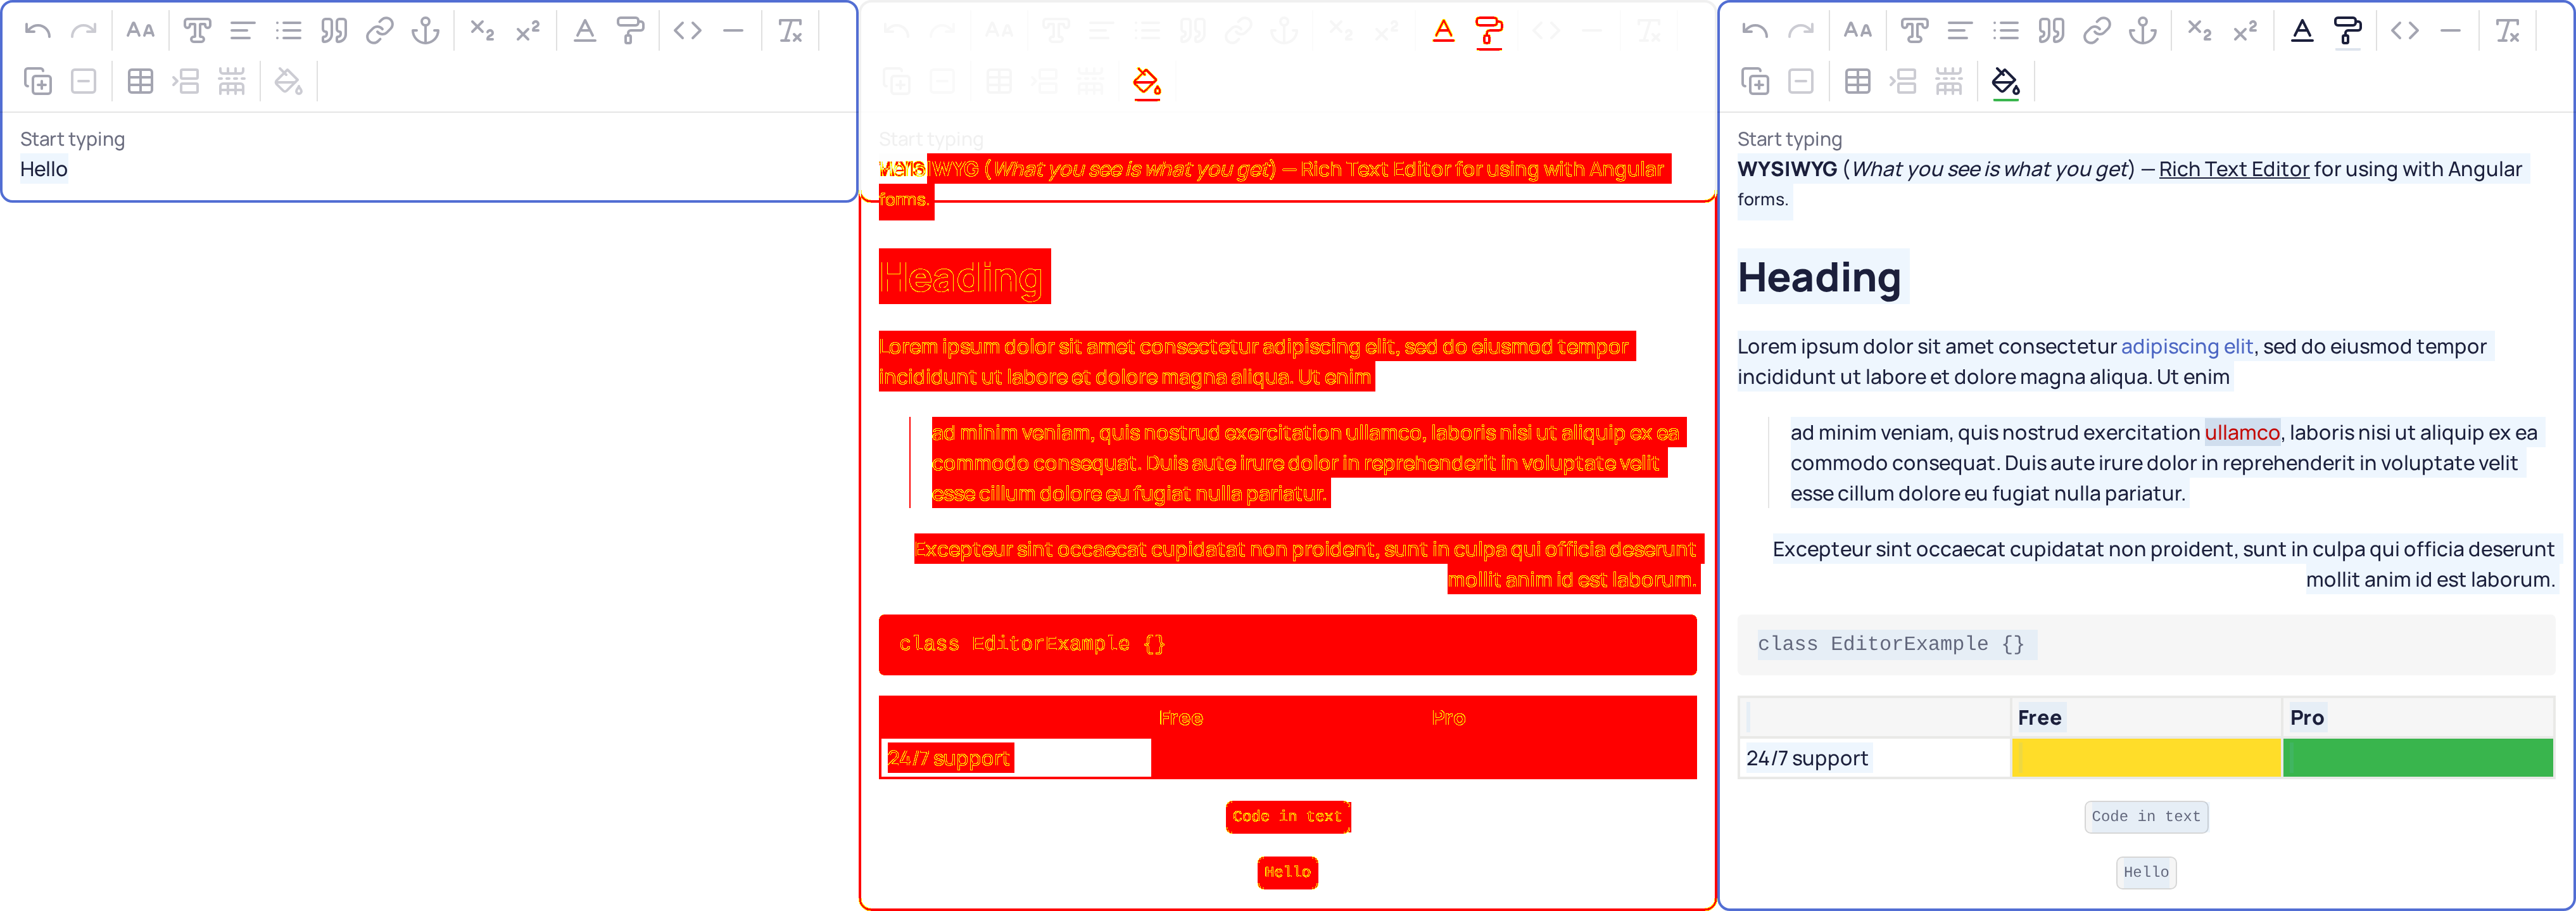 Start typing
Hello
Start typing
WYSIWYG (What you see is what you get) — Rich Text Editor for using with Angular
forms.
Heading
Lorem ipsum dolor sit amet consectetur adipiscing elit, sed do eiusmod tempor
incididunt ut labore et dolore magna aliqua. Ut enim
ad minim veniam, quis nostrud exercitation ullamco, laboris nisi ut aliquip ex ea
commodo consequat. Duis aute irure dolor in reprehenderit in voluptate velit
esse cillum dolore eu fugiat nulla pariatur.
Excepteur sint occaecat cupidatat non proident, sunt in culpa qui officia deserunt
mollit anim id est laborum.
class EditorExample {}
Free Pro
24/7 support
Code in text
Hello
Start typing
WYSIWYG (What you see is what you get) — Rich Text Editor for using with Angular
forms.
Heading
Lorem ipsum dolor sit amet consectetur adipiscing elit, sed do eiusmod tempor
incididunt ut labore et dolore magna aliqua. Ut enim
ad minim veniam, quis nostrud exercitation ullamco, laboris nisi ut aliquip ex ea
commodo consequat. Duis aute irure dolor in reprehenderit in voluptate velit
esse cillum dolore eu fugiat nulla pariatur.
Excepteur sint occaecat cupidatat non proident, sunt in culpa qui officia deserunt
mollit anim id est laborum.
class EditorExample {}
Free Pro
24/7 support
Code in text
Hello